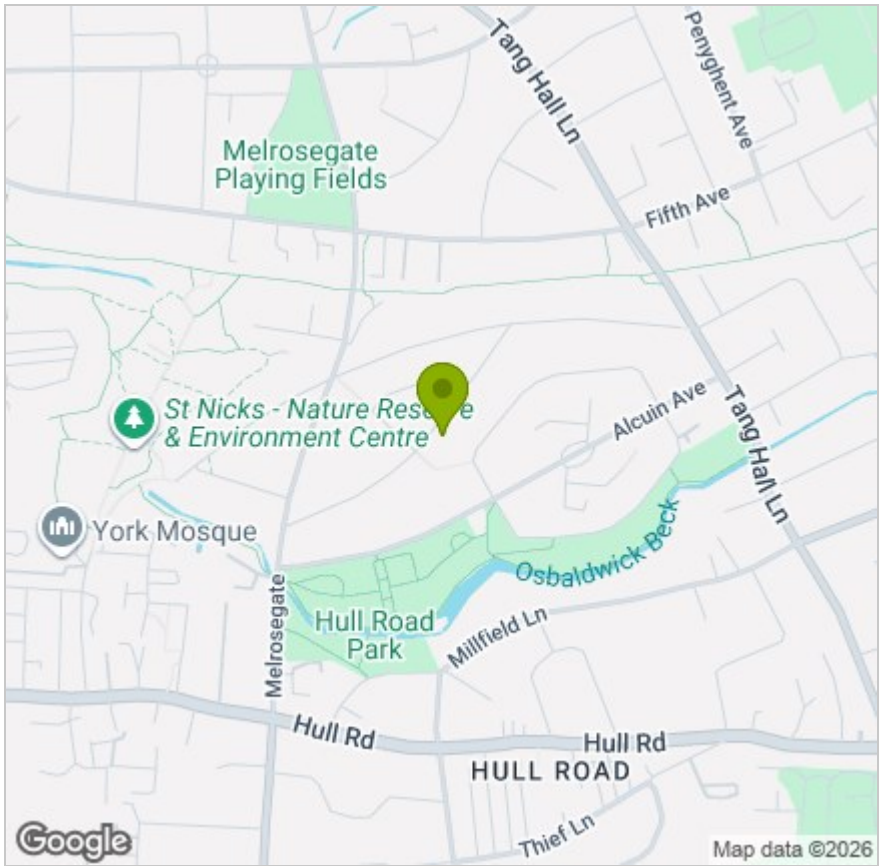 Tang Hall Ln
Penyghent Ave
Melrosegate
Playing Fields
Fifth Ave
St Nicks - Nature Rese e
& Environment Centre
Alcuin Ave
Tang Hall Ln
York Mosque
Osbaldwick Beck
Melrosegate
Hull Road
Park
Millfield Ln
Hull Rd
Hull Rd
HULL ROAD
Thief Ln
Google
Map data ©2026